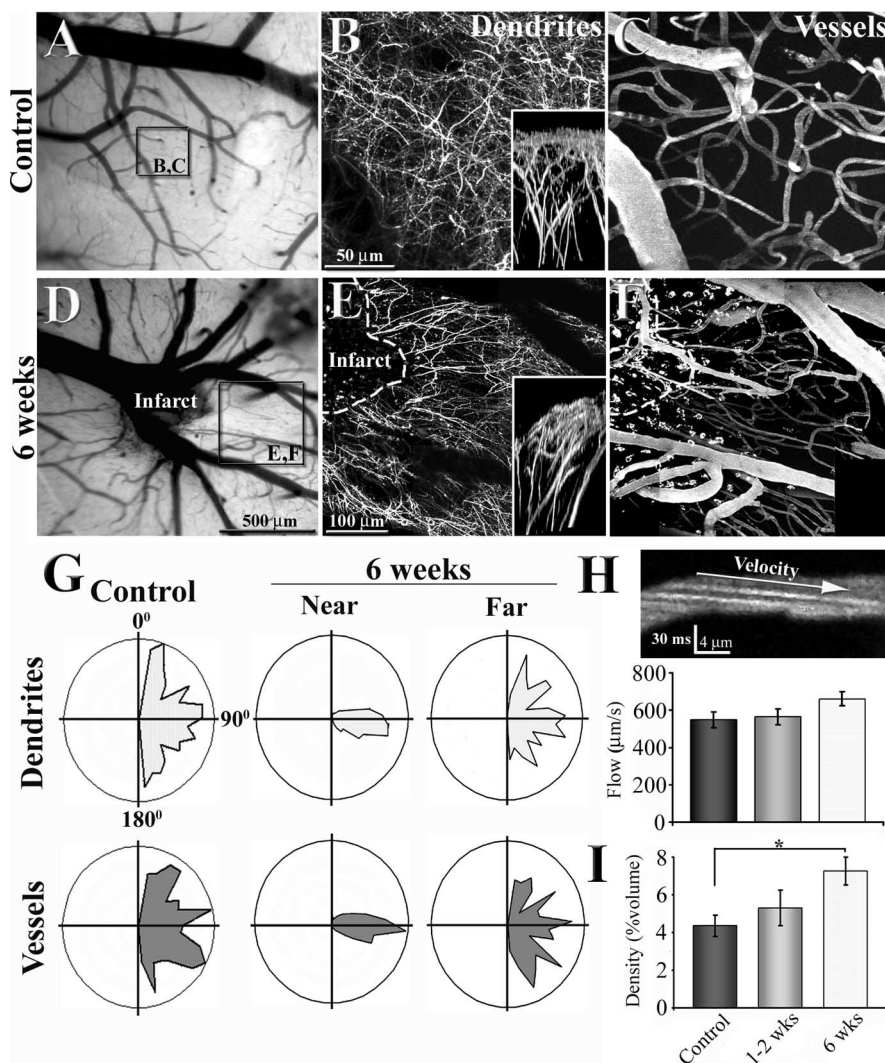 A
B
Dendrites
C
Vessels
Control
B,C
50 μm
D
E
F
6 weeks
Infarct
Infarct
E,F
500 μm
100 μm
G
Control
6 weeks
Near
Far
0⁰
90⁰
180⁰
Dendrites
Vessels
H
Velocity
30 ms
4 μm
800
600
400
200
0
Flow (μm/s)
I
*
8
6
4
2
0
Density (%volume)
Control
1-2 wks
6 wks